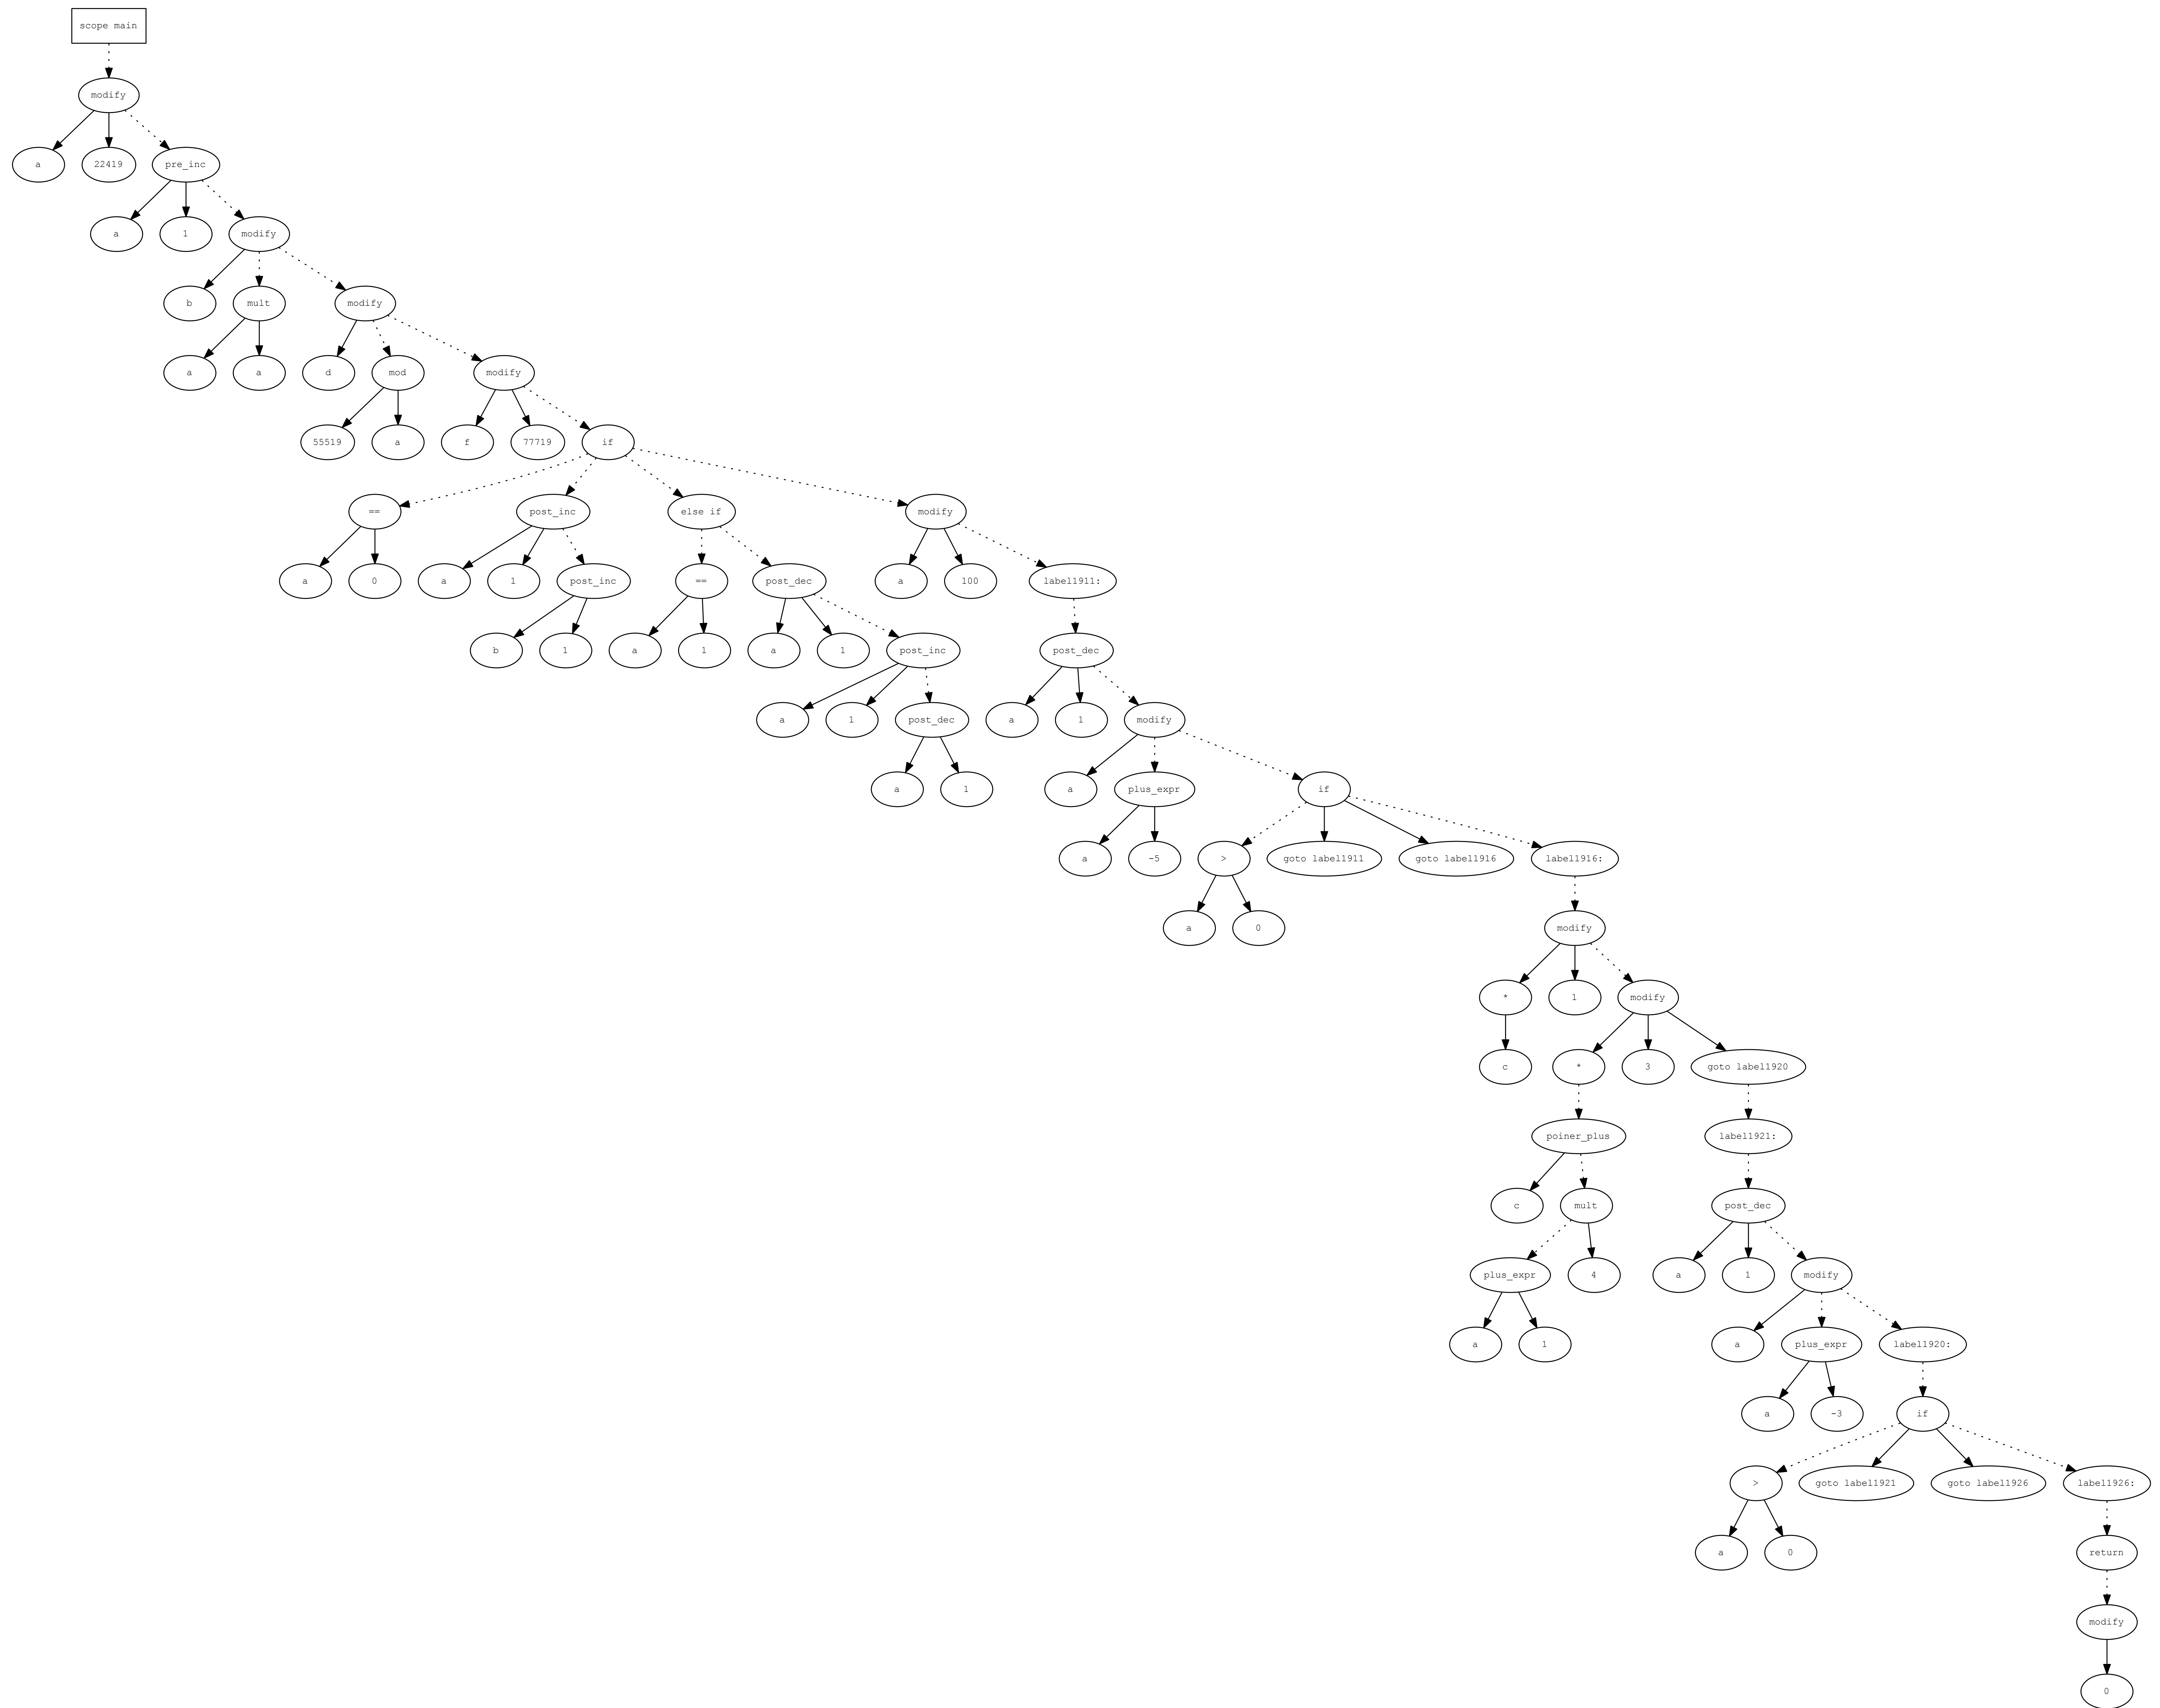 scope main
modify
a
22419
pre_inc
a
1
modify
b
mult
modify
a
a
d
mod
modify
55519
a
f
77719
if
==
post_inc
else if
modify
a
0
a
1
post_inc
==
post_dec
a
100
label1911:
b
1
a
1
a
1
post_inc
post_dec
a
1
post_dec
a
1
modify
a
1
a
plus_expr
if
a
-5
>
goto label1911
goto label1916
label1916:
a
0
modify
*
1
modify
c
*
3
goto label1920
poiner_plus
label1921:
c
mult
post_dec
plus_expr
4
a
1
modify
a
1
a
plus_expr
label1920:
a
-3
if
>
goto label1921
goto label1926
label1926:
a
0
return
modify
0